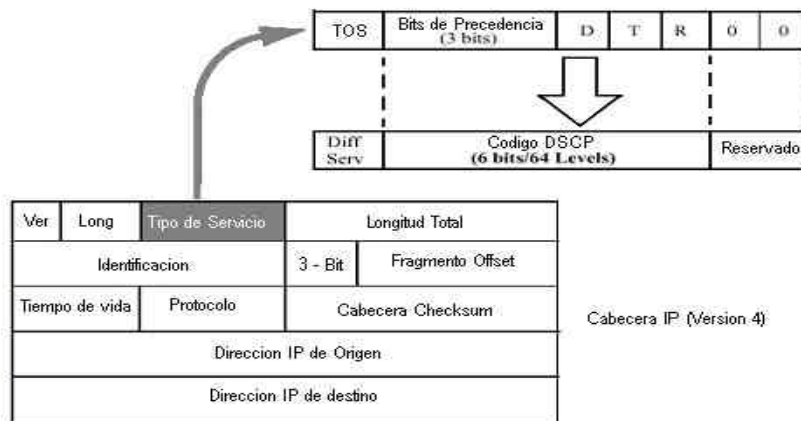 TOS Bits de Precedencia (3 bits) D T R 0 0
Diff Serv Codigo DSCP (6 bits/64 Levels) Reservado
Ver Long Tipo de Servicio Longitud Total
Identificacion 3 - Bit Fragmento Offset
Tiempo de vida Protocolo Cabecera Checksum
Cabecera IP (Version 4)
Direccion IP de Origen
Direccion IP de destino